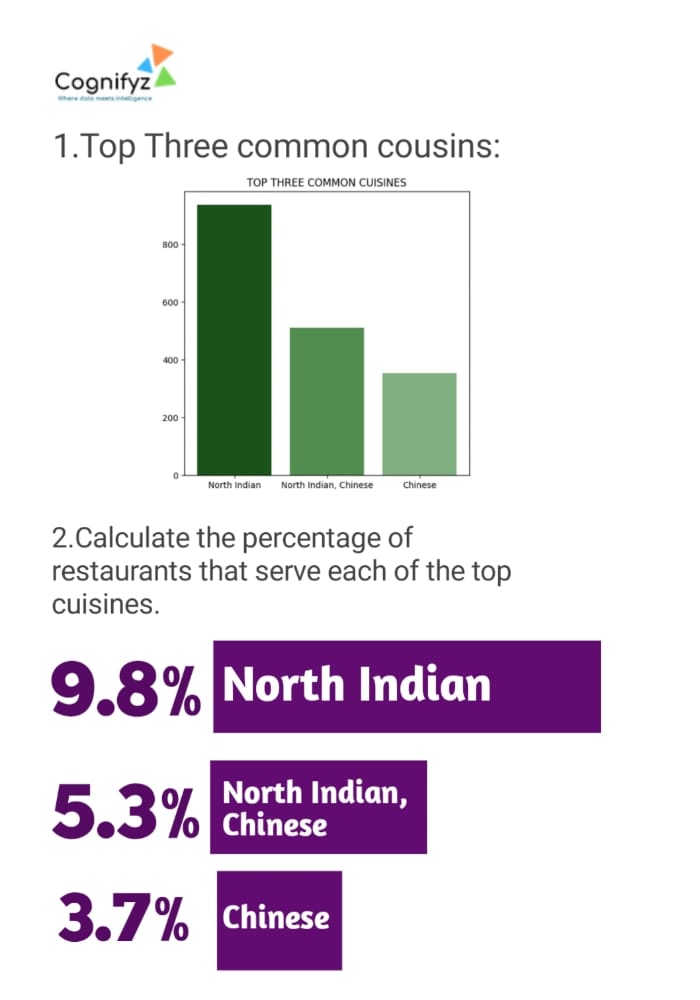 Cognifyz
Where data meets intelligence
1.Top Three common cousins:
TOP THREE COMMON CUISINES
800
600
400
200
0
North Indian
North Indian, Chinese
Chinese
2.Calculate the percentage of
restaurants that serve each of the top
cuisines.
9.8%
North Indian
5.3%
North Indian,
Chinese
3.7%
Chinese